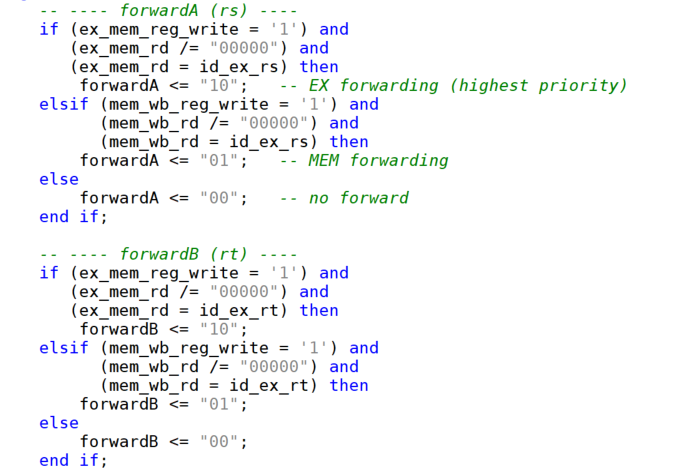 -- ---- forwardA (rs) ----
if (ex_mem_reg_write = '1') and
   (ex_mem_rd /= "00000") and
   (ex_mem_rd = id_ex_rs) then
    forwardA <= "10";   -- EX forwarding (highest priority)
elsif (mem_wb_reg_write = '1') and
      (mem_wb_rd /= "00000") and
      (mem_wb_rd = id_ex_rs) then
    forwardA <= "01";   -- MEM forwarding
else
    forwardA <= "00";   -- no forward
end if;

-- ---- forwardB (rt) ----
if (ex_mem_reg_write = '1') and
   (ex_mem_rd /= "00000") and
   (ex_mem_rd = id_ex_rt) then
    forwardB <= "10";
elsif (mem_wb_reg_write = '1') and
      (mem_wb_rd /= "00000") and
      (mem_wb_rd = id_ex_rt) then
    forwardB <= "01";
else
    forwardB <= "00";
end if;